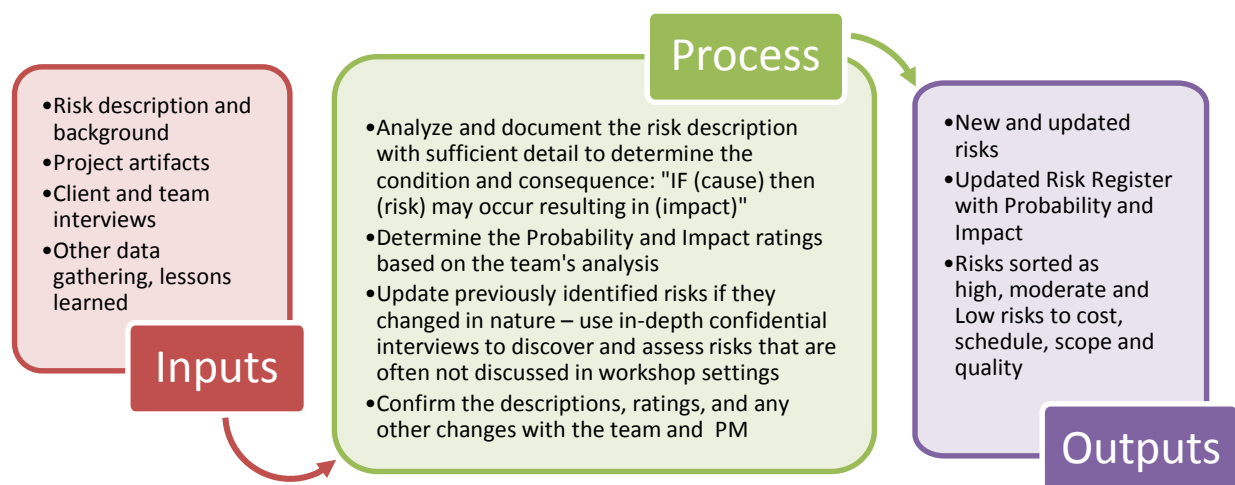 Inputs
•Risk description and
background
•Project artifacts
•Client and team
interviews
•Other data
gathering, lessons
learned
Process
•Analyze and document the risk description
with sufficient detail to determine the
condition and consequence: "IF (cause) then
(risk) may occur resulting in (impact)"
•Determine the Probability and Impact ratings
based on the team's analysis
•Update previously identified risks if they
changed in nature – use in-depth confidential
interviews to discover and assess risks that are
often not discussed in workshop settings
•Confirm the descriptions, ratings, and any
other changes with the team and PM
Outputs
•New and updated
risks
•Updated Risk Register
with Probability and
Impact
•Risks sorted as
high, moderate and
Low risks to cost,
schedule, scope and
quality